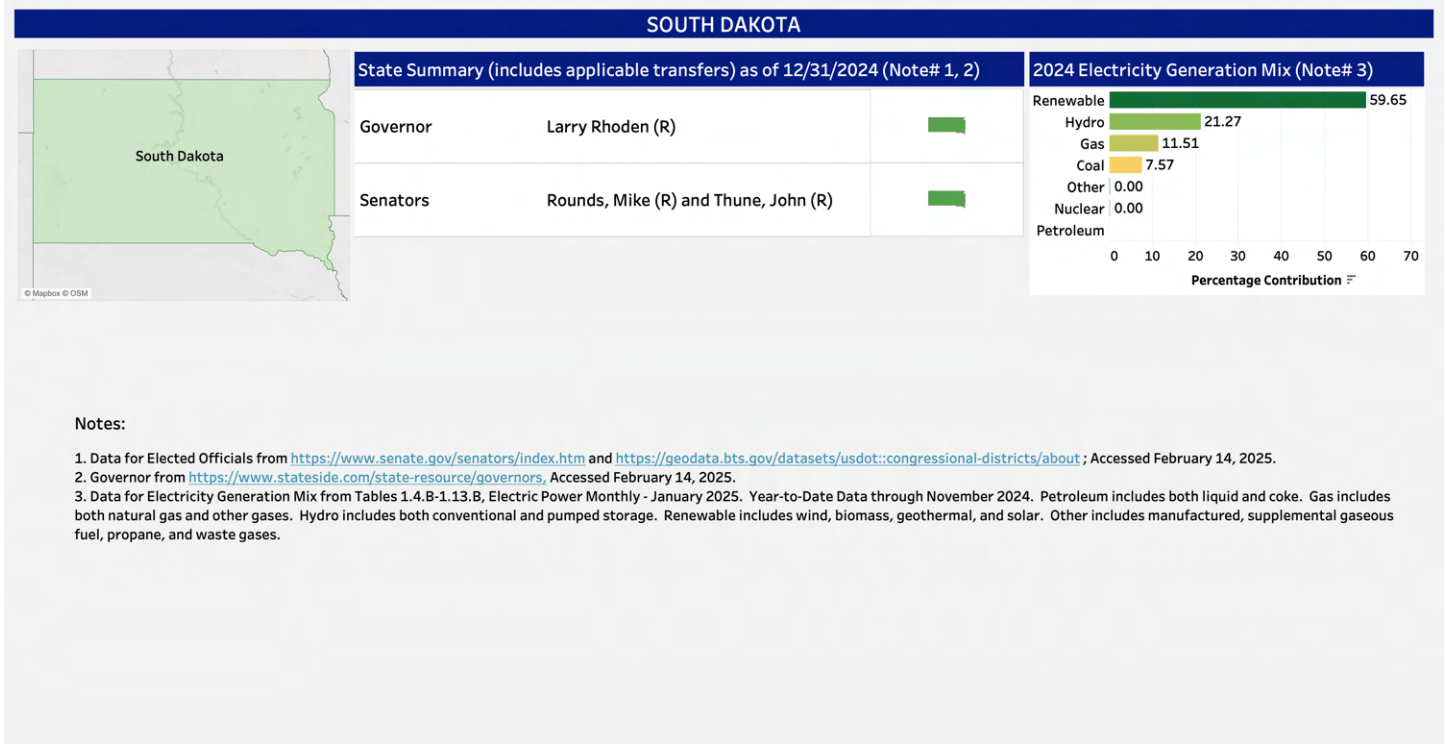 SOUTH DAKOTA
South Dakota
© Mapbox © OSM
State Summary (includes applicable transfers) as of 12/31/2024 (Note# 1, 2)
Governor Larry Rhoden (R)
Senators Rounds, Mike (R) and Thune, John (R)
2024 Electricity Generation Mix (Note# 3)
Renewable 59.65
Hydro 21.27
Gas 11.51
Coal 7.57
Other 0.00
Nuclear 0.00
Petroleum
0 10 20 30 40 50 60 70
Percentage Contribution
Notes:
1. Data for Elected Officials from https://www.senate.gov/senators/index.htm and https://geodata.bts.gov/datasets/usdot::congressional-districts/about ; Accessed February 14, 2025.
2. Governor from https://www.stateside.com/state-resource/governors, Accessed February 14, 2025.
3. Data for Electricity Generation Mix from Tables 1.4.B-1.13.B, Electric Power Monthly - January 2025. Year-to-Date Data through November 2024. Petroleum includes both liquid and coke. Gas includes
both natural gas and other gases. Hydro includes both conventional and pumped storage. Renewable includes wind, biomass, geothermal, and solar. Other includes manufactured, supplemental gaseous
fuel, propane, and waste gases.